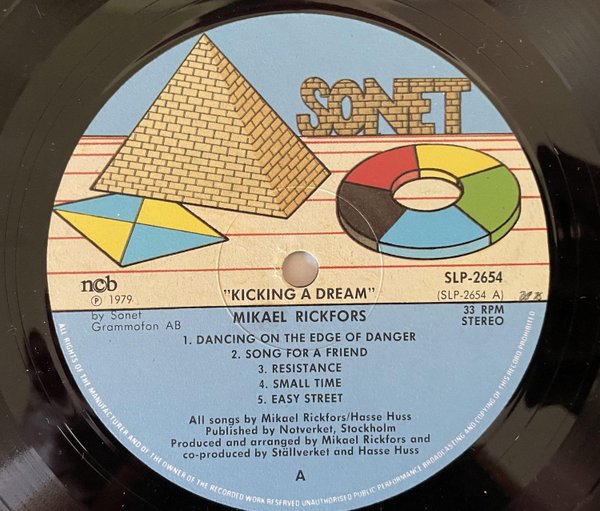 SONET
ncb
℗ 1979
by Sonet
Grammofon AB
"KICKING A DREAM"
MIKAEL RICKFORS
SLP-2654
(SLP-2654 A)
33 RPM
STEREO
1. DANCING ON THE EDGE OF DANGER
2. SONG FOR A FRIEND
3. RESISTANCE
4. SMALL TIME
5. EASY STREET
All songs by Mikael Rickfors/Hasse Huss
Published by Notverket, Stockholm
Produced and arranged by Mikael Rickfors and
co-produced by Ställverket and Hasse Huss
A
ALL RIGHTS OF THE MANUFACTURER AND OF THE OWNER OF THE RECORDED WORK RESERVED UNAUTHORISED PUBLIC PERFORMANCE BROADCASTING AND COPYING OF THIS RECORD PROHIBITED